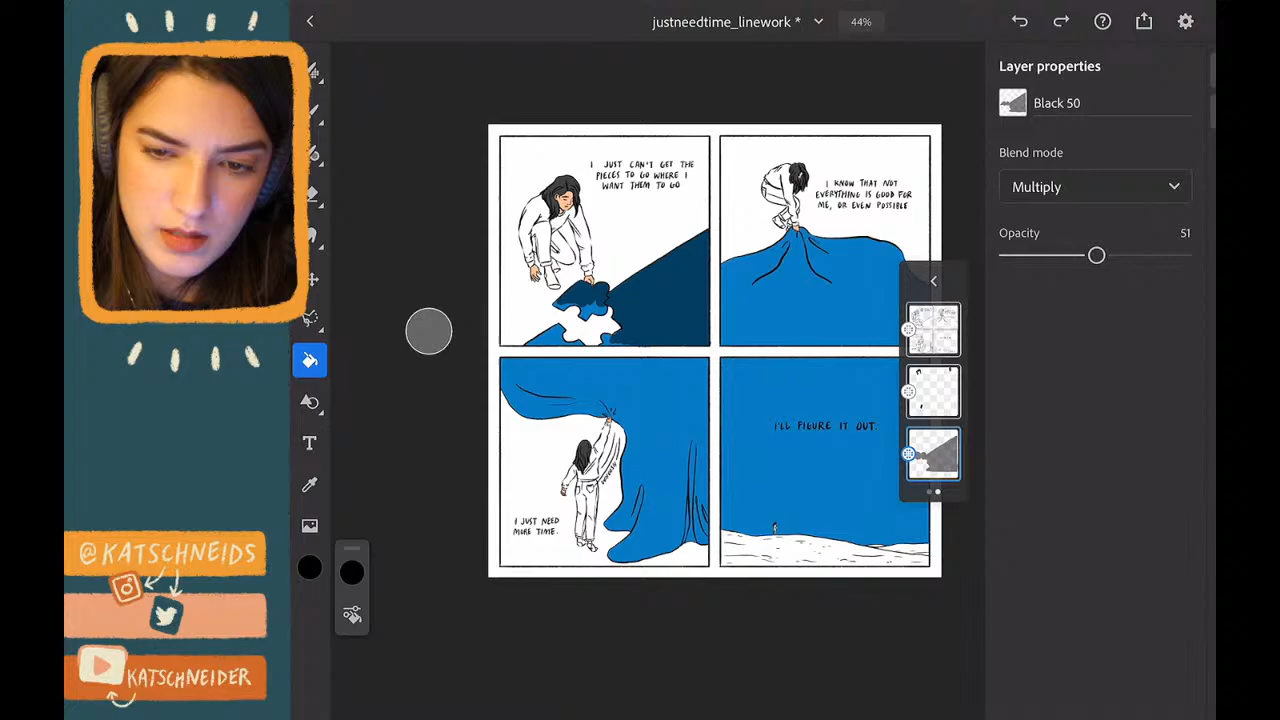 justneedtime_linework *
44%
Layer properties
Black 50
Blend mode
Multiply
Opacity
51
I JUST CAN'T GET THE
PIECES TO GO WHERE I
WANT THEM TO GO
I KNOW THAT NOT
EVERYTHING IS GOOD FOR
ME, OR EVEN POSSIBLE
I JUST NEED
MORE TIME.
I'LL FIGURE IT OUT.
T
@KATSCHNEIDS
KATSCHNEIDER